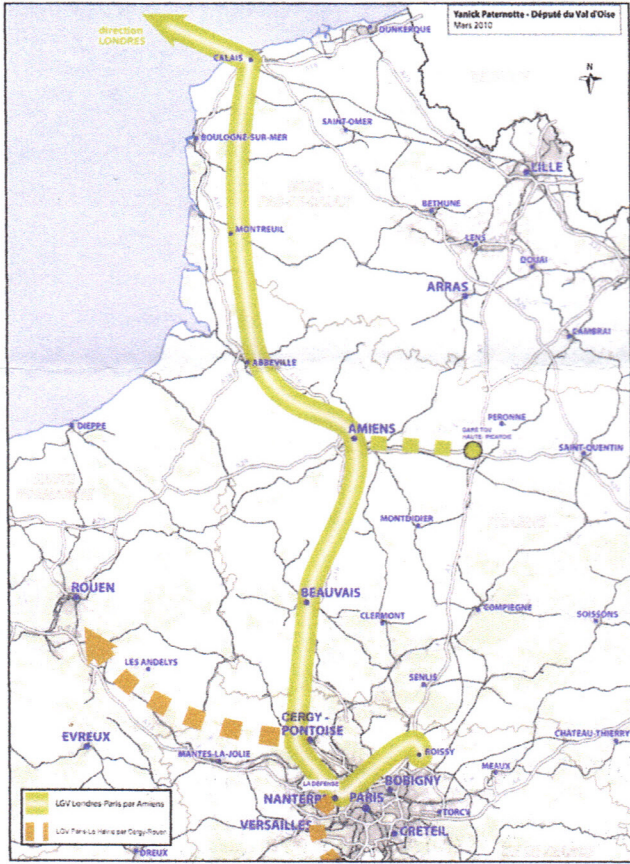 Yanick Paternotte - Député du Val d'Oise
Mars 2010
direction
LONDRES
N
DUNKERQUE
CALAIS
SAINT-OMER
BOULOGNE-SUR-MER
LILLE
BETHUNE
LENS
MONTREUIL
DOUAI
ARRAS
CAMBRAI
ABBEVILLE
DIEPPE
AMIENS
PERONNE
GARE TGV
HAUTE-PICARDIE
SAINT-QUENTIN
MONTDIDIER
ROUEN
BEAUVAIS
CLERMONT
COMPIEGNE
SOISSONS
LES ANDELYS
SENLIS
CERGY -
PONTOISE
EVREUX
MANTES-LA-JOLIE
ROISSY
CHATEAU-THIERRY
MEAUX
LA DÉFENSE
BOBIGNY
NANTERRE
PARIS
TORCY
VERSAILLES
CRETEIL
DREUX
LGV Londres Paris par Amiens
LGV Paris Le Havre par Cergy-Rouen